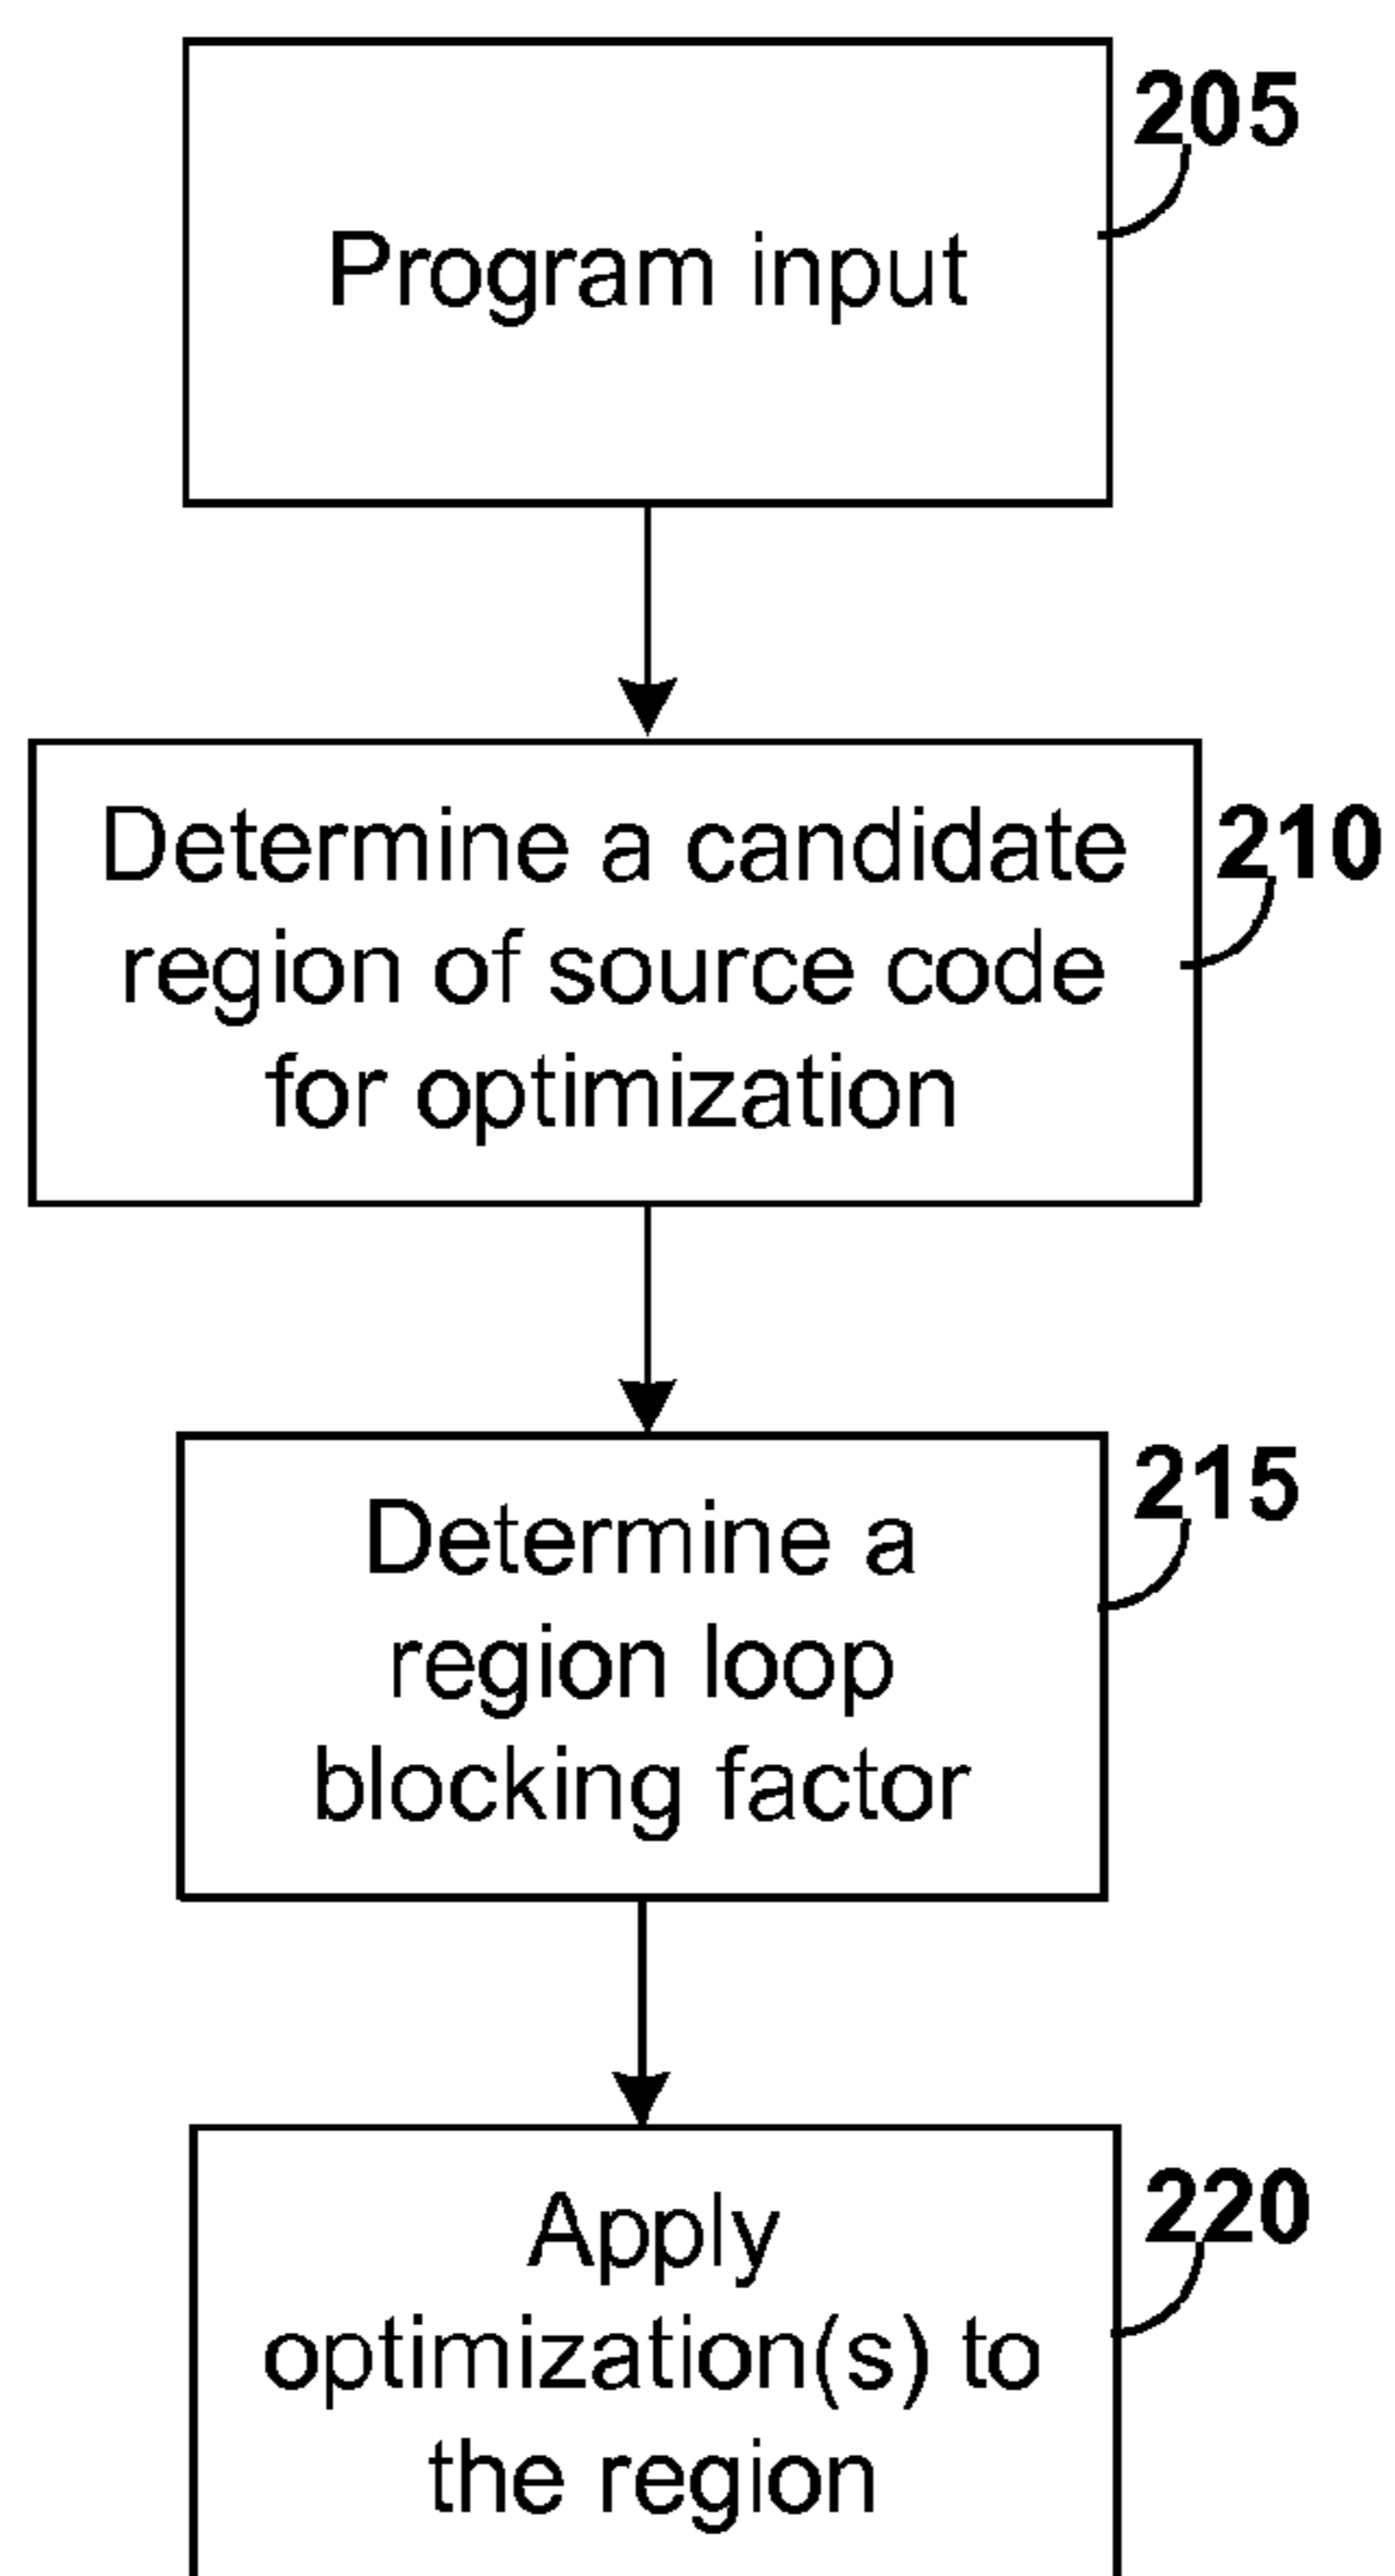 205
Program input
Determine a candidate
210
region of source code
for optimization
Determine a
215
region loop
blocking factor
Apply
220
optimization(s) to
the region